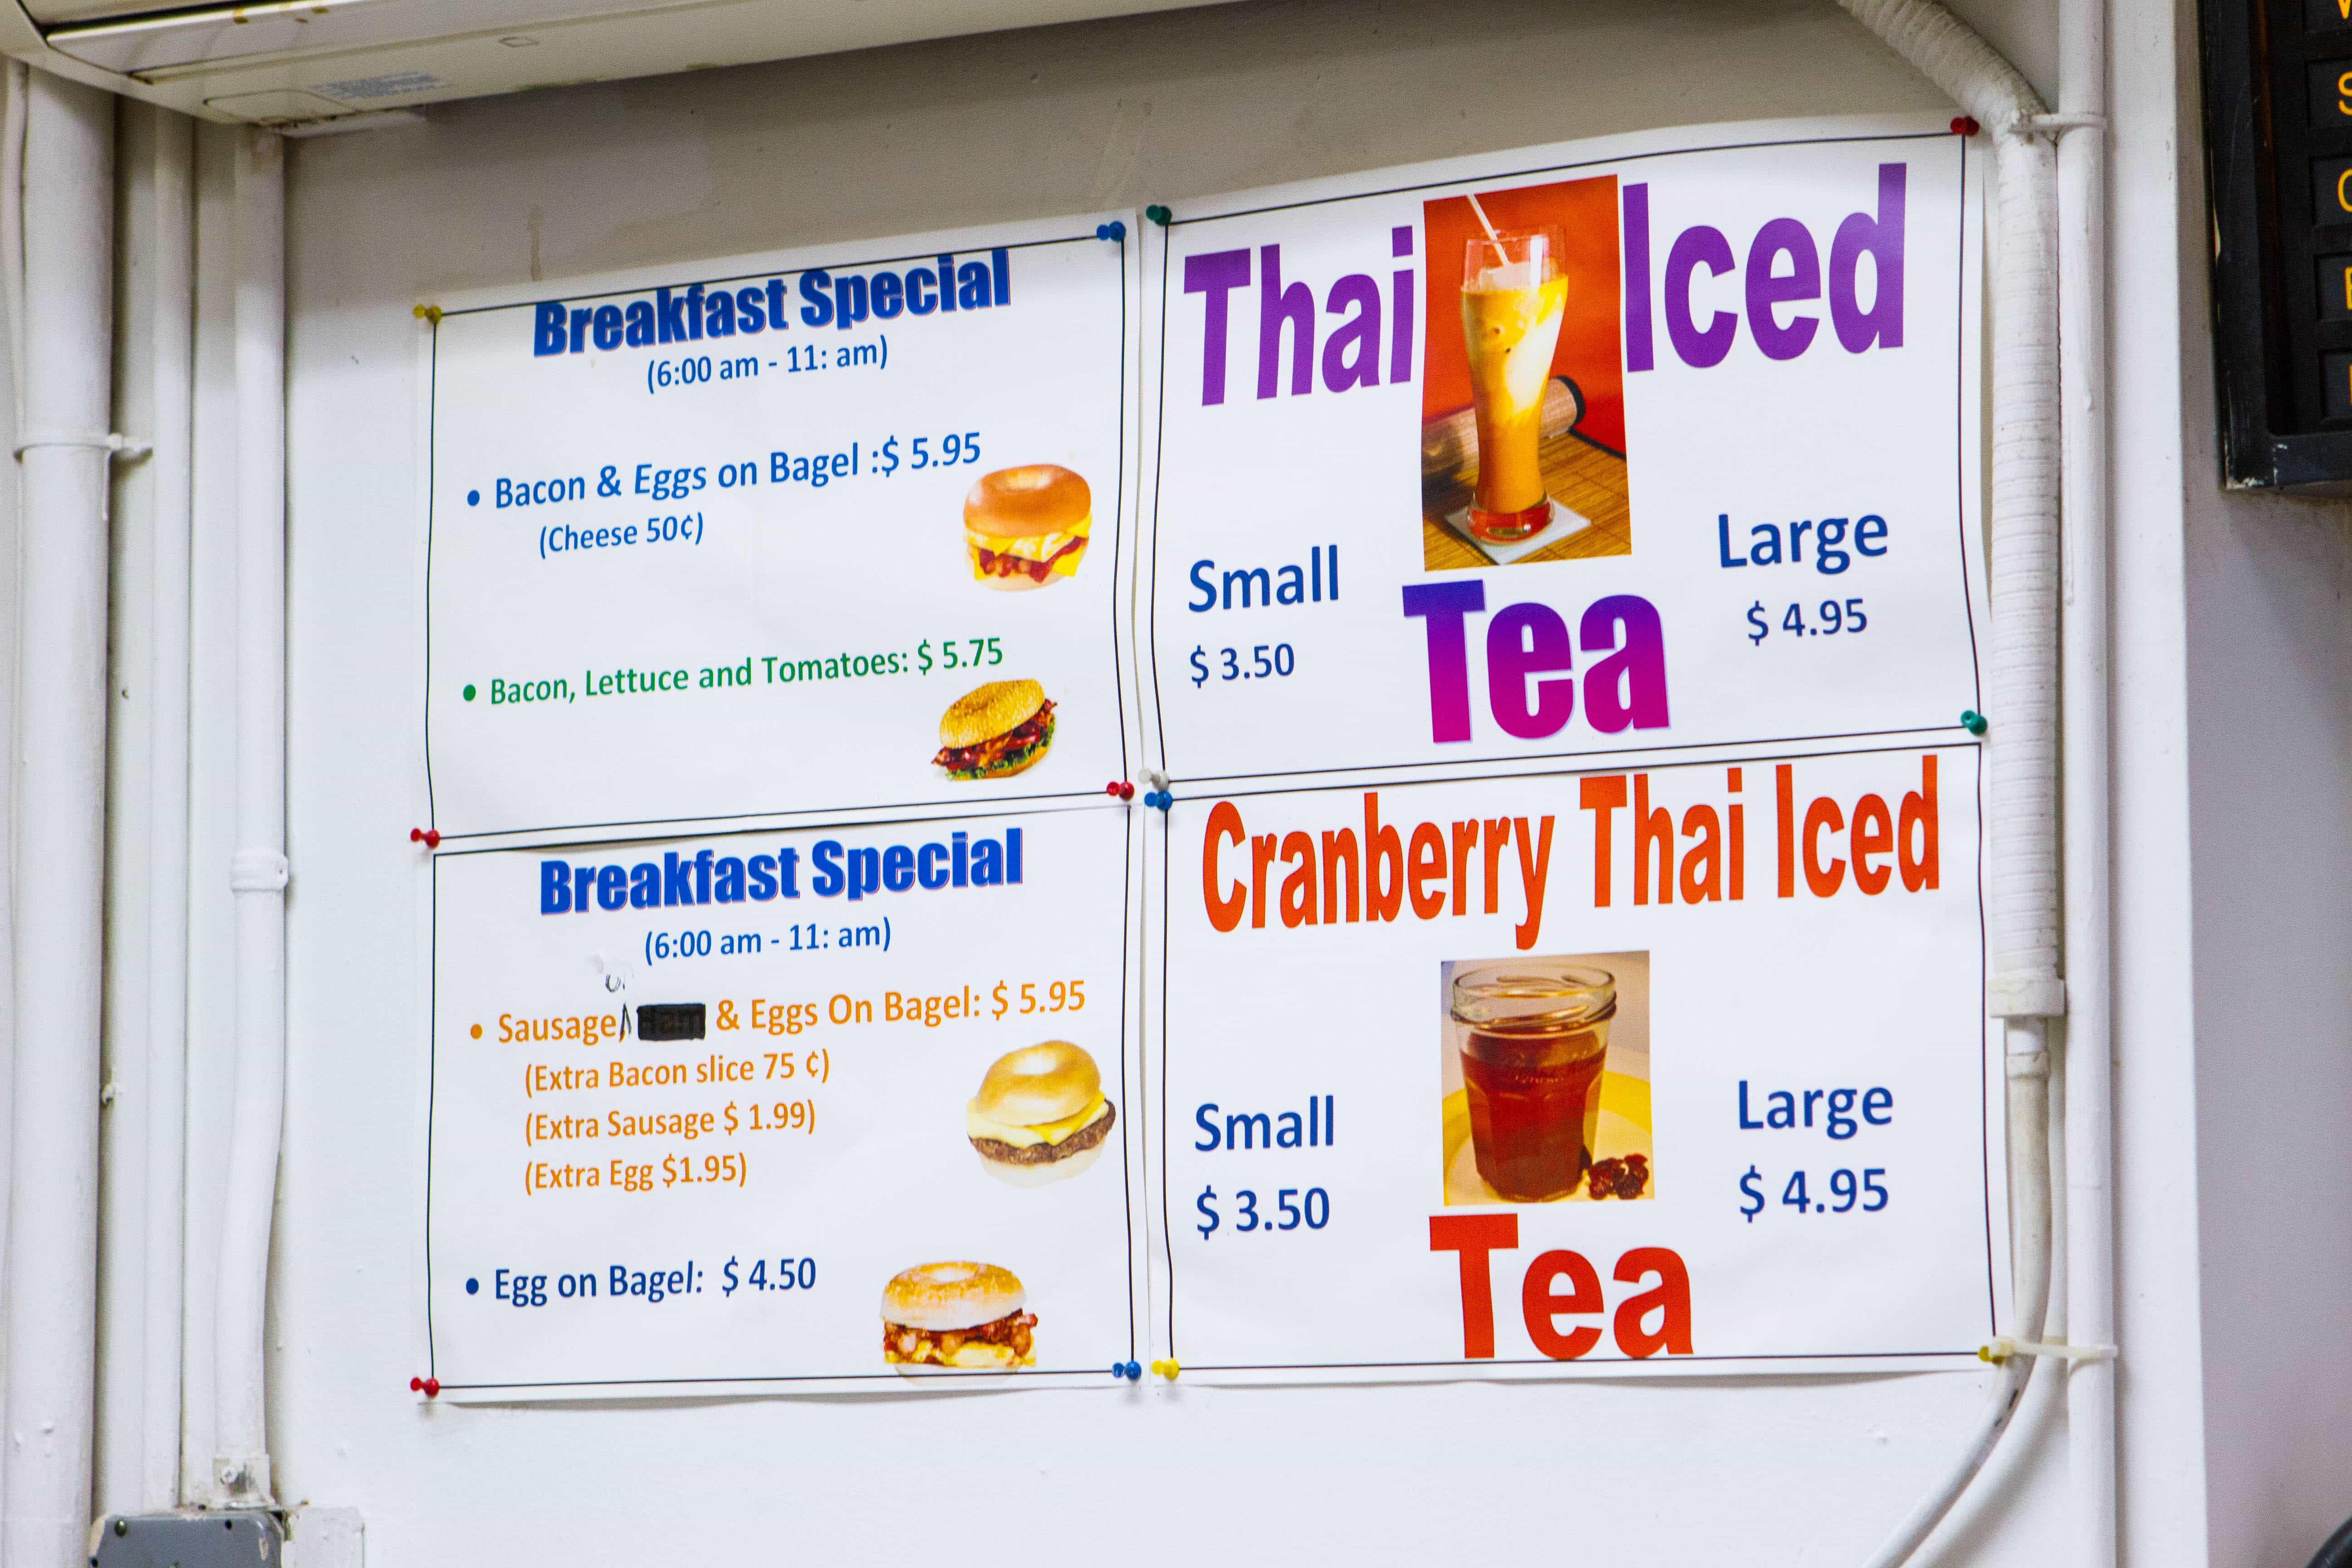 Breakfast Special
(6:00 am - 11: am)
• Bacon & Eggs on Bagel :$ 5.95
(Cheese 50¢)
• Bacon, Lettuce and Tomatoes: $ 5.75
Breakfast Special
(6:00 am - 11: am)
• Sausage, & Eggs On Bagel: $ 5.95
(Extra Bacon slice 75 ¢)
(Extra Sausage $ 1.99)
(Extra Egg $1.95)
• Egg on Bagel: $ 4.50
Thai Iced
Tea
Small
$ 3.50
Large
$ 4.95
Cranberry Thai Iced
Tea
Small
$ 3.50
Large
$ 4.95